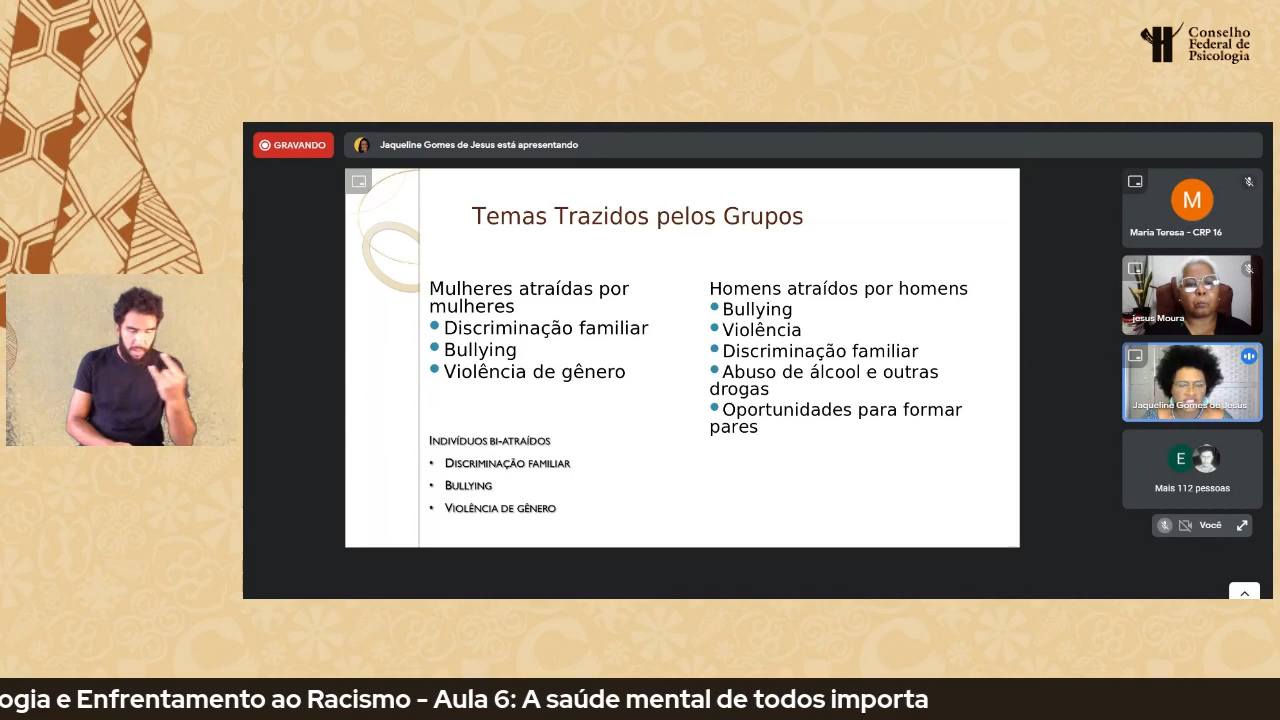 Conselho
Federal de
Psicologia
GRAVANDO
Jaqueline Gomes de Jesus está apresentando
Temas Trazidos pelos Grupos
Mulheres atraídas por
mulheres
Discriminação familiar
Bullying
Violência de gênero
Indivíduos bi-atraídos
• Discriminação familiar
• Bullying
• Violência de gênero
Homens atraídos por homens
Bullying
Violência
Discriminação familiar
Abuso de álcool e outras
drogas
Oportunidades para formar
pares
M
Maria Teresa - CRP 16
jesus Moura
Jaqueline Gomes de Jesus
E
Mais 112 pessoas
Você
ogia e Enfrentamento ao Racismo - Aula 6: A saúde mental de todos importa